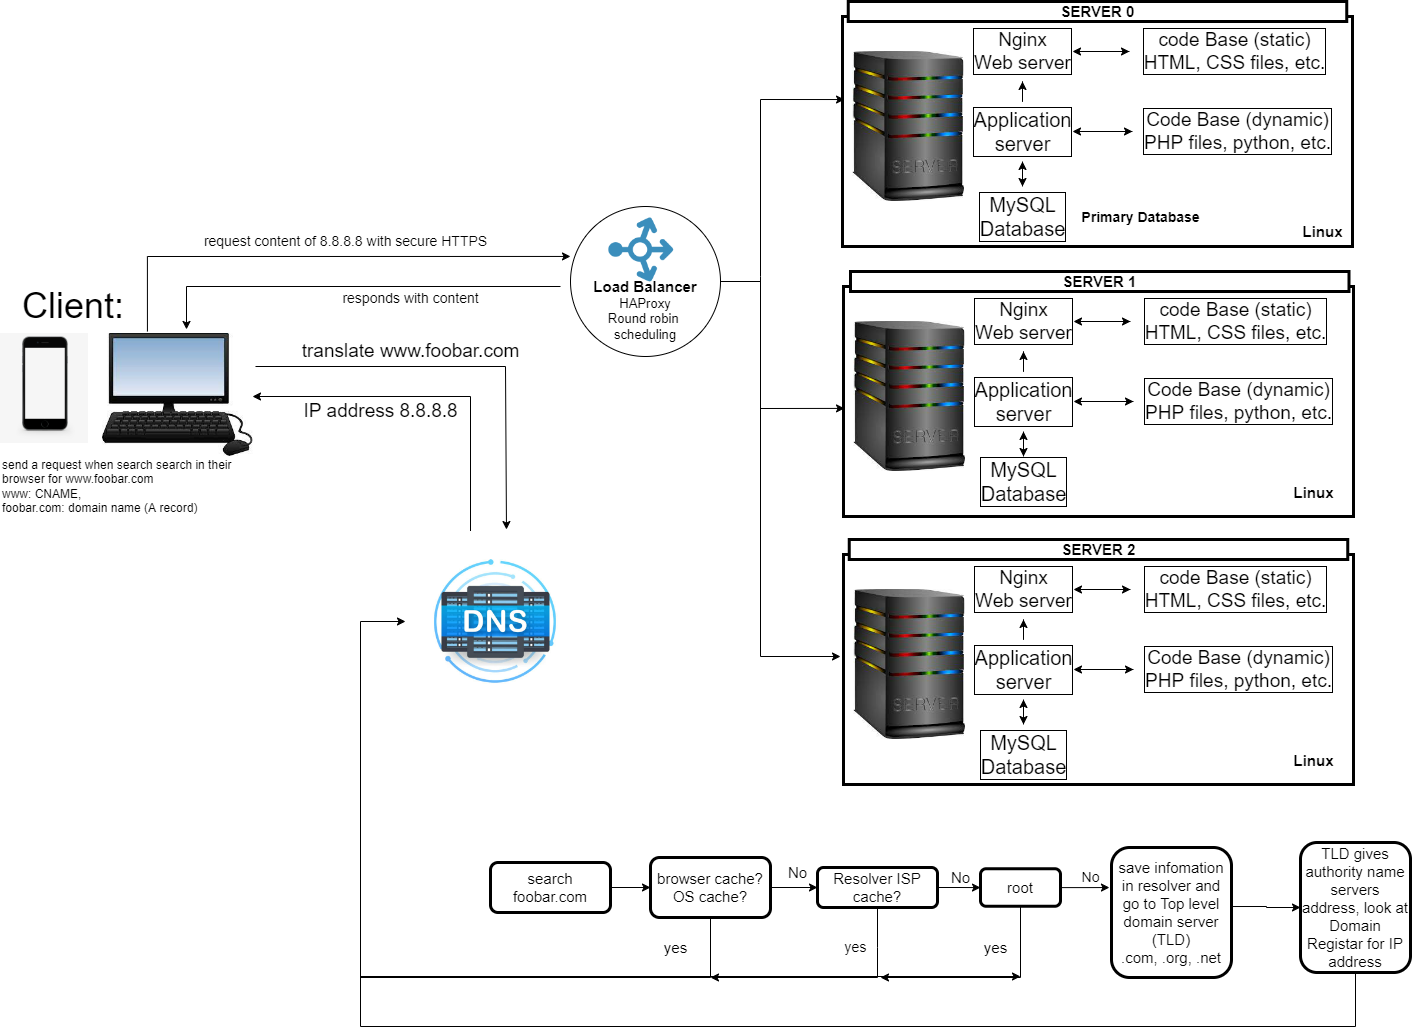 SERVER 0
Nginx
Web server
code Base (static)
HTML, CSS files, etc.
Application
server
Code Base (dynamic)
PHP files, python, etc.
SERVER
MySQL
Database
Primary Database
Linux
request content of 8.8.8.8 with secure HTTPS
responds with content
Load Balancer
HAProxy
Round robin
scheduling
Client:
translate www.foobar.com
IP address 8.8.8.8
send a request when search search in their
browser for www.foobar.com
www: CNAME,
foobar.com: domain name (A record)
SERVER 1
Nginx
Web server
code Base (static)
HTML, CSS files, etc.
Application
server
Code Base (dynamic)
PHP files, python, etc.
SERVER
MySQL
Database
Linux
DNS
SERVER 2
Nginx
Web server
code Base (static)
HTML, CSS files, etc.
Application
server
Code Base (dynamic)
PHP files, python, etc.
SERVER
MySQL
Database
Linux
search
foobar.com
browser cache?
OS cache?
No
Resolver ISP
cache?
No
root
No
save infomation
in resolver and
go to Top level
domain server
(TLD)
.com, .org, .net
TLD gives
authority name
servers
address, look at
Domain
Registar for IP
address
yes
yes
yes